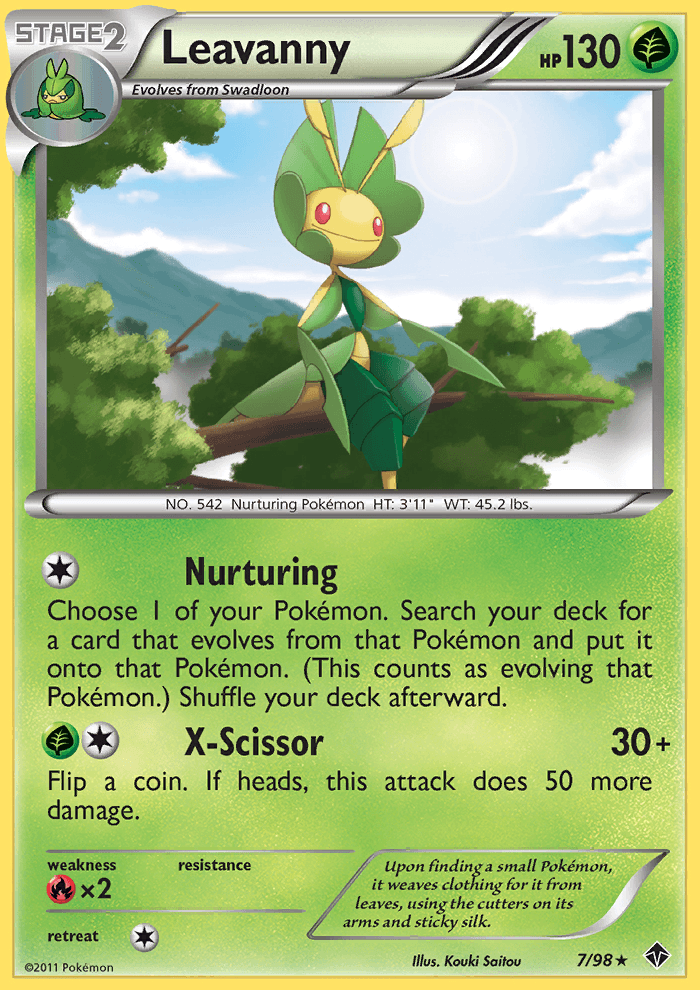 STAGE2
Leavanny
HP130
Evolves from Swadloon
NO. 542 Nurturing Pokémon HT: 3'11" WT: 45.2 lbs.
Nurturing
Choose 1 of your Pokémon. Search your deck for
a card that evolves from that Pokémon and put it
onto that Pokémon. (This counts as evolving that
Pokémon.) Shuffle your deck afterward.
X-Scissor 30+
Flip a coin. If heads, this attack does 50 more
damage.
weakness resistance
×2
Upon finding a small Pokémon,
it weaves clothing for it from
leaves, using the cutters on its
arms and sticky silk.
retreat
©2011 Pokémon
Illus. Kouki Saitou
7/98★